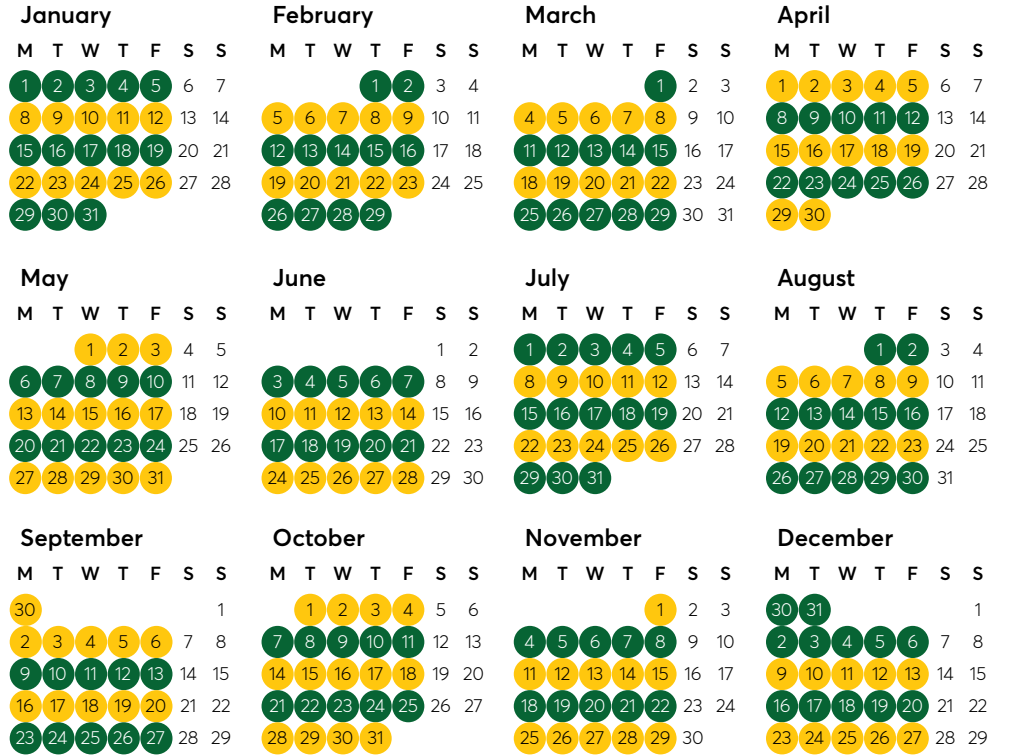 January February March April
M T W T F S S M T W T F S S M T W T F S S M T W T F S S
1 2 3 4 5 6 7 1 2 3 4 1 2 3 1 2 3 4 5 6 7
8 9 10 11 12 13 14 5 6 7 8 9 10 11 4 5 6 7 8 9 10 8 9 10 11 12 13 14
15 16 17 18 19 20 21 12 13 14 15 16 17 18 11 12 13 14 15 16 17 15 16 17 18 19 20 21
22 23 24 25 26 27 28 19 20 21 22 23 24 25 18 19 20 21 22 23 24 22 23 24 25 26 27 28
29 30 31 26 27 28 29 25 26 27 28 29 30 31 29 30
May June July August
M T W T F S S M T W T F S S M T W T F S S M T W T F S S
1 2 3 4 5 1 2 1 2 3 4 5 6 7 1 2 3 4
6 7 8 9 10 11 12 3 4 5 6 7 8 9 8 9 10 11 12 13 14 5 6 7 8 9 10 11
13 14 15 16 17 18 19 10 11 12 13 14 15 16 15 16 17 18 19 20 21 12 13 14 15 16 17 18
20 21 22 23 24 25 26 17 18 19 20 21 22 23 22 23 24 25 26 27 28 19 20 21 22 23 24 25
27 28 29 30 31 24 25 26 27 28 29 30 29 30 31 26 27 28 29 30 31
September October November December
M T W T F S S M T W T F S S M T W T F S S M T W T F S S
30 1 1 2 3 4 5 6 1 2 3 30 31 1
2 3 4 5 6 7 8 7 8 9 10 11 12 13 4 5 6 7 8 9 10 2 3 4 5 6 7 8
9 10 11 12 13 14 15 14 15 16 17 18 19 20 11 12 13 14 15 16 17 9 10 11 12 13 14 15
16 17 18 19 20 21 22 21 22 23 24 25 26 27 18 19 20 21 22 23 24 16 17 18 19 20 21 22
23 24 25 26 27 28 29 28 29 30 31 25 26 27 28 29 30 23 24 25 26 27 28 29